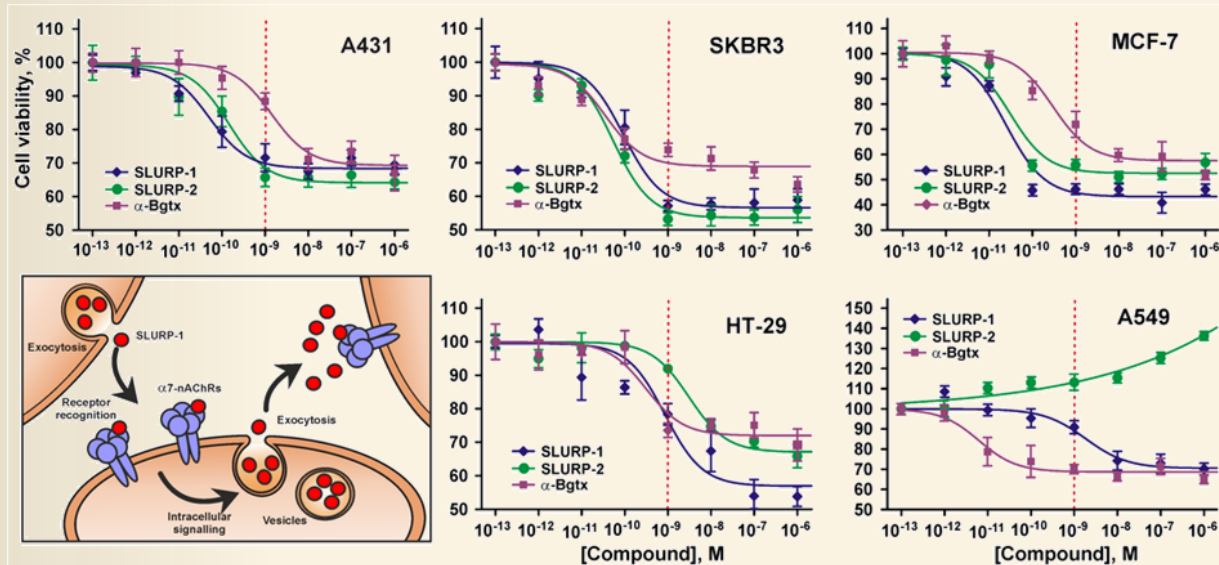 Cell viability, %
110
100
90
80
70
60
50
A431
SLURP-1
SLURP-2
α-Bgtx
10-13 10-12 10-11 10-10 10-9 10-8 10-7 10-6
110
100
90
80
70
60
50
SKBR3
SLURP-1
SLURP-2
α-Bgtx
10-13 10-12 10-11 10-10 10-9 10-8 10-7 10-6
110
100
90
80
70
60
50
40
30
MCF-7
SLURP-1
SLURP-2
α-Bgtx
10-13 10-12 10-11 10-10 10-9 10-8 10-7 10-6
Exocytosis
SLURP-1
Receptor
recognition
α7-nAChRs
Exocytosis
Intracellular
signalling
Vesicles
110
100
90
80
70
60
50
HT-29
SLURP-1
SLURP-2
α-Bgtx
10-13 10-12 10-11 10-10 10-9 10-8 10-7 10-6
[Compound], M
150
140
130
120
110
100
90
80
70
60
50
A549
SLURP-1
SLURP-2
α-Bgtx
10-13 10-12 10-11 10-10 10-9 10-8 10-7 10-6
[Compound], M